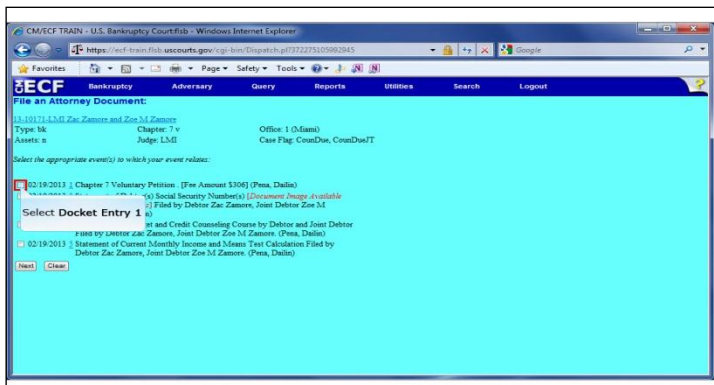 CM/ECF TRAIN - U.S. Bankruptcy Court:flsb - Windows Internet Explorer
https://ecf-train.flsb.uscourts.gov/cgi-bin/Dispatch.pl?372275105992945
Google
Favorites Page Safety Tools
ECF Bankruptcy Adversary Query Reports Utilities Search Logout ?
File an Attorney Document:
13-10171-LMI Zac Zamore and Zoe M Zamore
Type: bk Chapter: 7 v Office: 1 (Miami)
Assets: n Judge: LMI Case Flag: CounDue, CounDueJT
Select the appropriate event(s) to which your event relates:
02/19/2013 1 Chapter 7 Voluntary Petition . [Fee Amount $306] (Pena, Dailin)
(s) Social Security Number(s) [Document Image Available
] Filed by Debtor Zac Zamore, Joint Debtor Zoe M
Select Docket Entry 1
and Credit Counseling Course by Debtor and Joint Debtor
Filed by Debtor Zac Zamore, Joint Debtor Zoe M Zamore. (Pena, Dailin)
02/19/2013 Statement of Current Monthly Income and Means Test Calculation Filed by
Debtor Zac Zamore, Joint Debtor Zoe M Zamore. (Pena, Dailin)
Next Clear